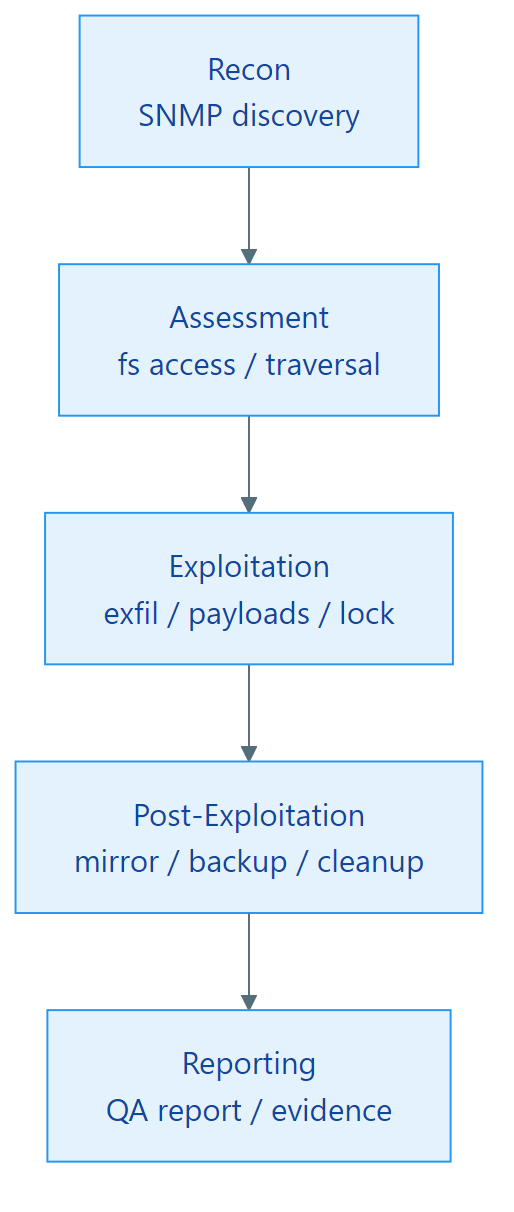 Recon
SNMP discovery
Assessment
fs access / traversal
Exploitation
exfil / payloads / lock
Post-Exploitation
mirror / backup / cleanup
Reporting
QA report / evidence